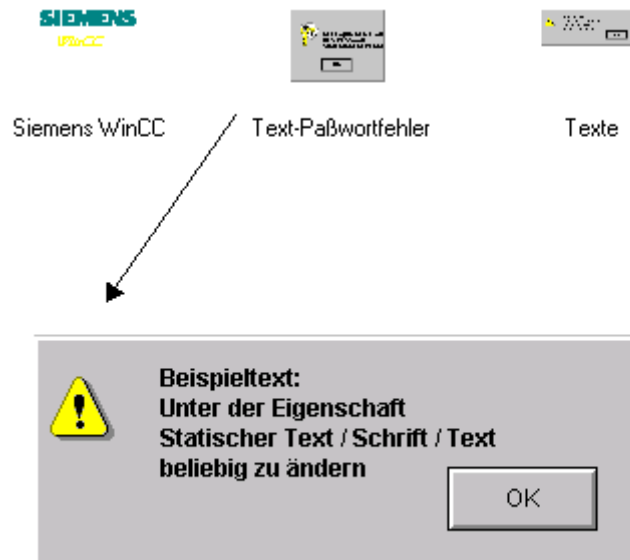 SIEMENS
WinCC
Siemens WinCC
Text-Paßwortfehler
Texte
Beispieltext:
Unter der Eigenschaft
Statischer Text / Schrift / Text
beliebig zu ändern
OK